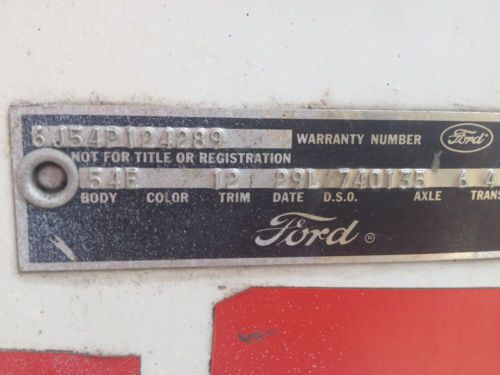 6J54P124289 WARRANTY NUMBER Ford
NOT FOR TITLE OR REGISTRATION
54E 12 29L 740135 6 4
BODY COLOR TRIM DATE D.S.O. AXLE TRANS
Ford ®